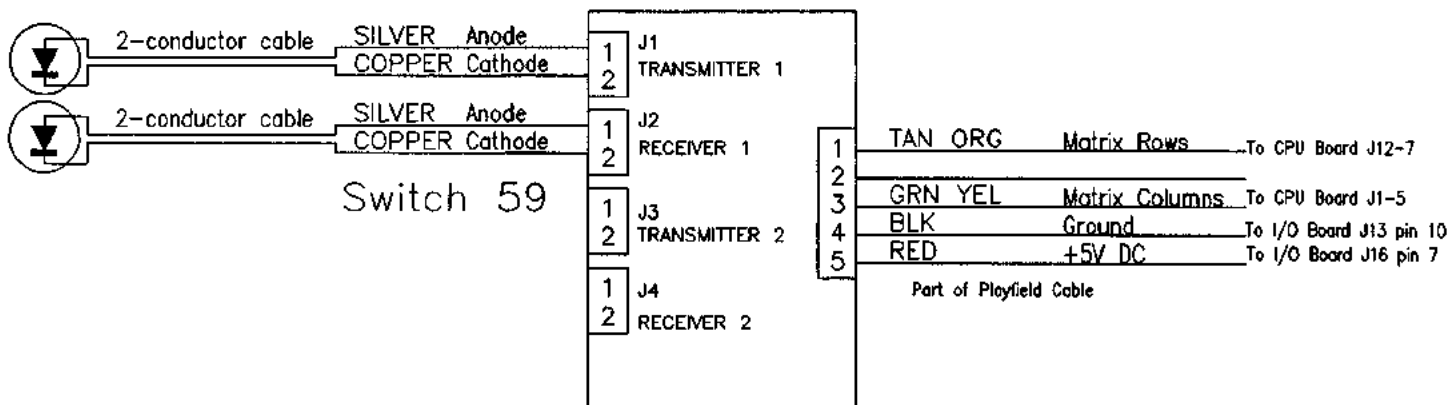 2-conductor cable SILVER Anode
COPPER Cathode
1 J1
2 TRANSMITTER 1
2-conductor cable SILVER Anode
COPPER Cathode
1 J2
2 RECEIVER 1
Switch 59
1 J3
2 TRANSMITTER 2
1 J4
2 RECEIVER 2
1 TAN ORG Matrix Rows To CPU Board J12-7
2
3 GRN YEL Matrix Columns To CPU Board J1-5
4 BLK Ground To I/O Board J13 pin 10
5 RED +5V DC To I/O Board J16 pin 7
Part of Playfield Cable